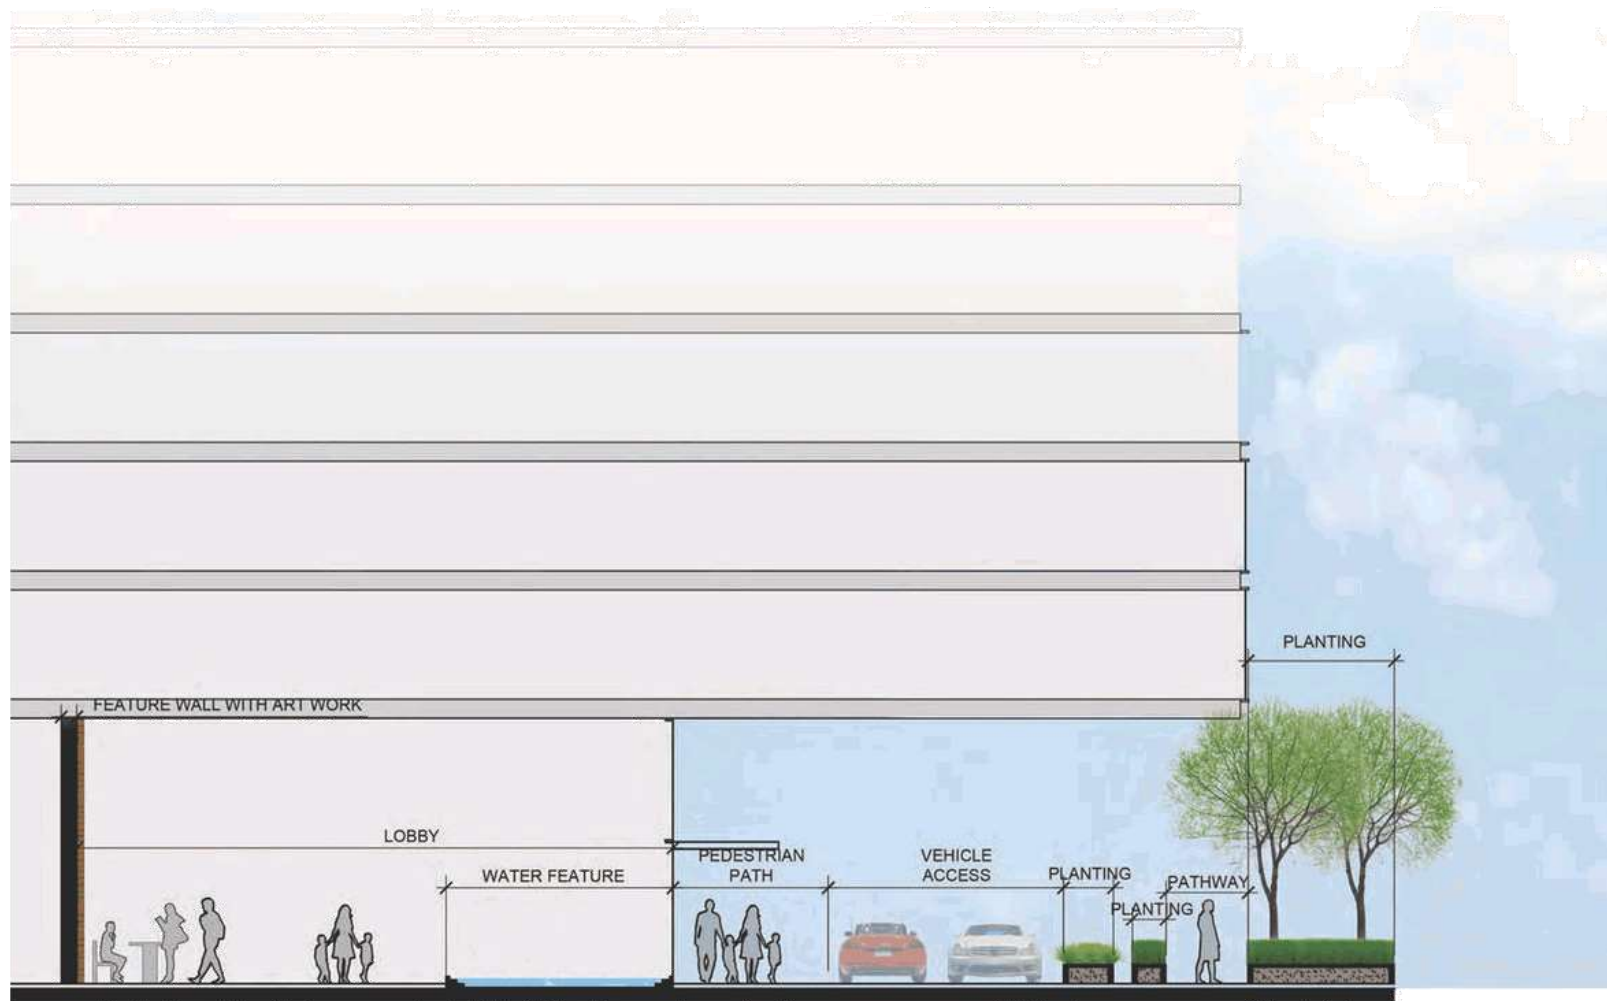 PLANTING
FEATURE WALL WITH ART WORK
LOBBY
WATER FEATURE
PEDESTRIAN
PATH
VEHICLE
ACCESS
PLANTING
PATHWAY
PLANTING